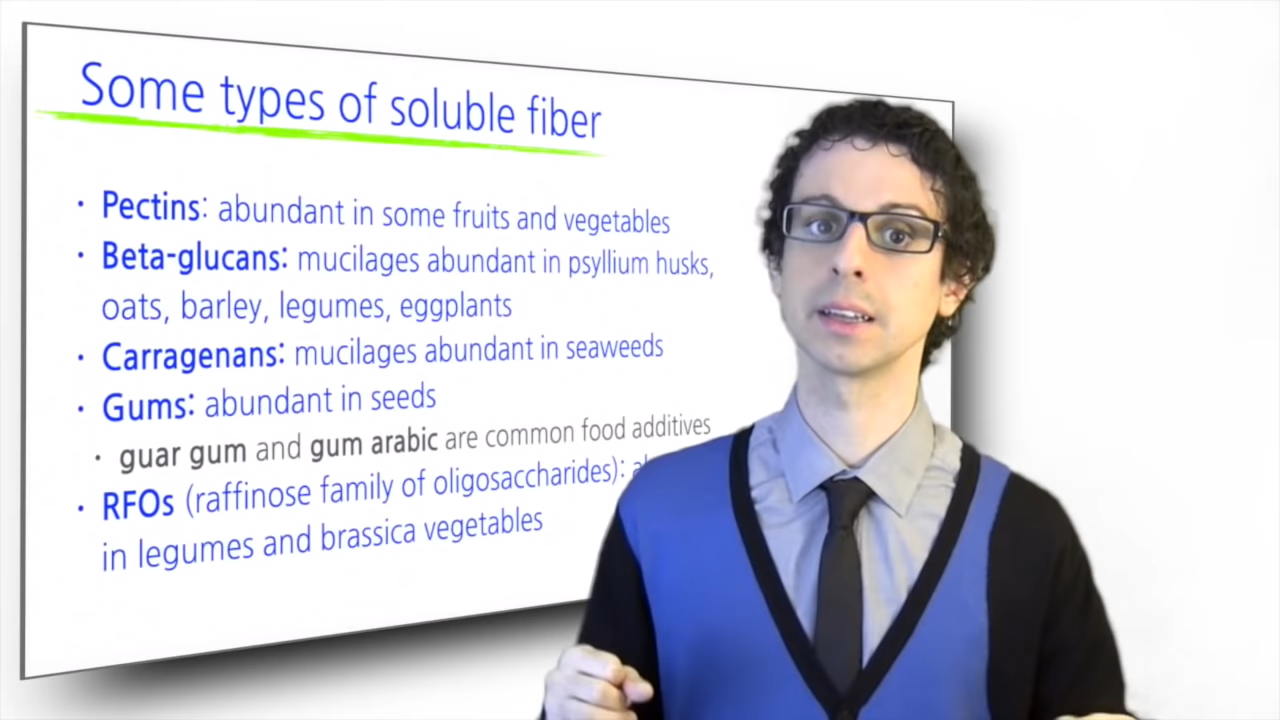 Some types of soluble fiber
• Pectins: abundant in some fruits and vegetables
• Beta-glucans: mucilages abundant in psyllium husks,
oats, barley, legumes, eggplants
• Carragenans: mucilages abundant in seaweeds
• Gums: abundant in seeds
• guar gum and gum arabic are common food additives
• RFOs (raffinose family of oligosaccharides):
in legumes and brassica vegetables